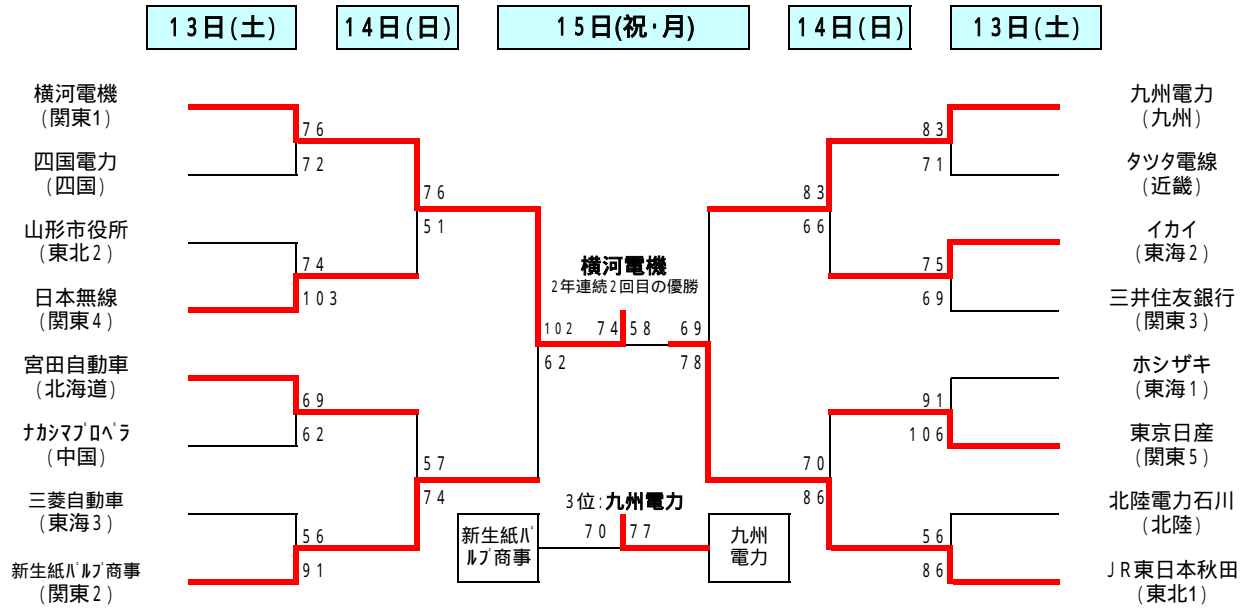 13日(土)
14日(日)
15日(祝・月)
14日(日)
13日(土)
横河電機
(関東1)
76
四国電力
(四国)
72
76
山形市役所
(東北2)
51
74
日本無線
(関東4)
103
宮田自動車
(北海道)
69
ナカシマプロペラ
(中国)
62
57
三菱自動車
(東海3)
74
56
新生紙パルプ商事
(関東2)
91
横河電機
2年連続2回目の優勝
102
74
58
69
62
78
3位:九州電力
新生紙パ
ルプ商事
70
77
九州
電力
九州電力
(九州)
83
タツタ電線
(近畿)
71
83
イカイ
(東海2)
66
75
三井住友銀行
(関東3)
69
ホシザキ
(東海1)
91
東京日産
(関東5)
106
70
北陸電力石川
(北陸)
86
56
JR東日本秋田
(東北1)
86